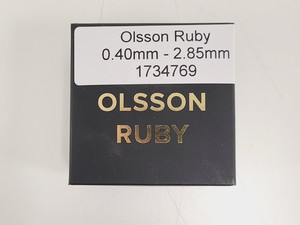 Olsson Ruby
0.40mm - 2.85mm
1734769
OLSSON
RUBY